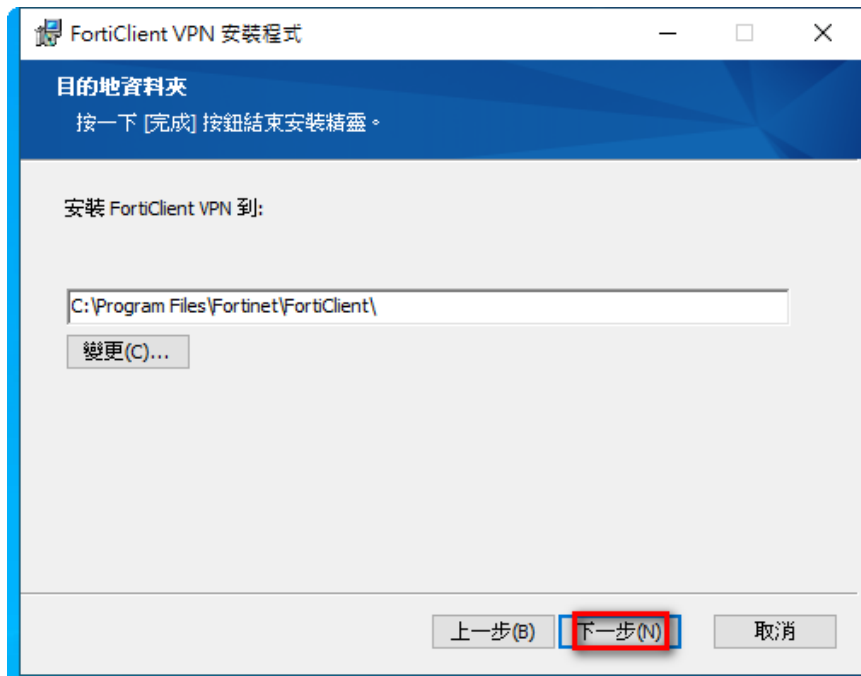 FortiClient VPN 安裝程式
目的地資料夾
按一下 [完成] 按鈕結束安裝精靈。
安裝 FortiClient VPN 到:
C:\Program Files\Fortinet\FortiClient\
變更(C)...
上一步(B) 下一步(N) 取消